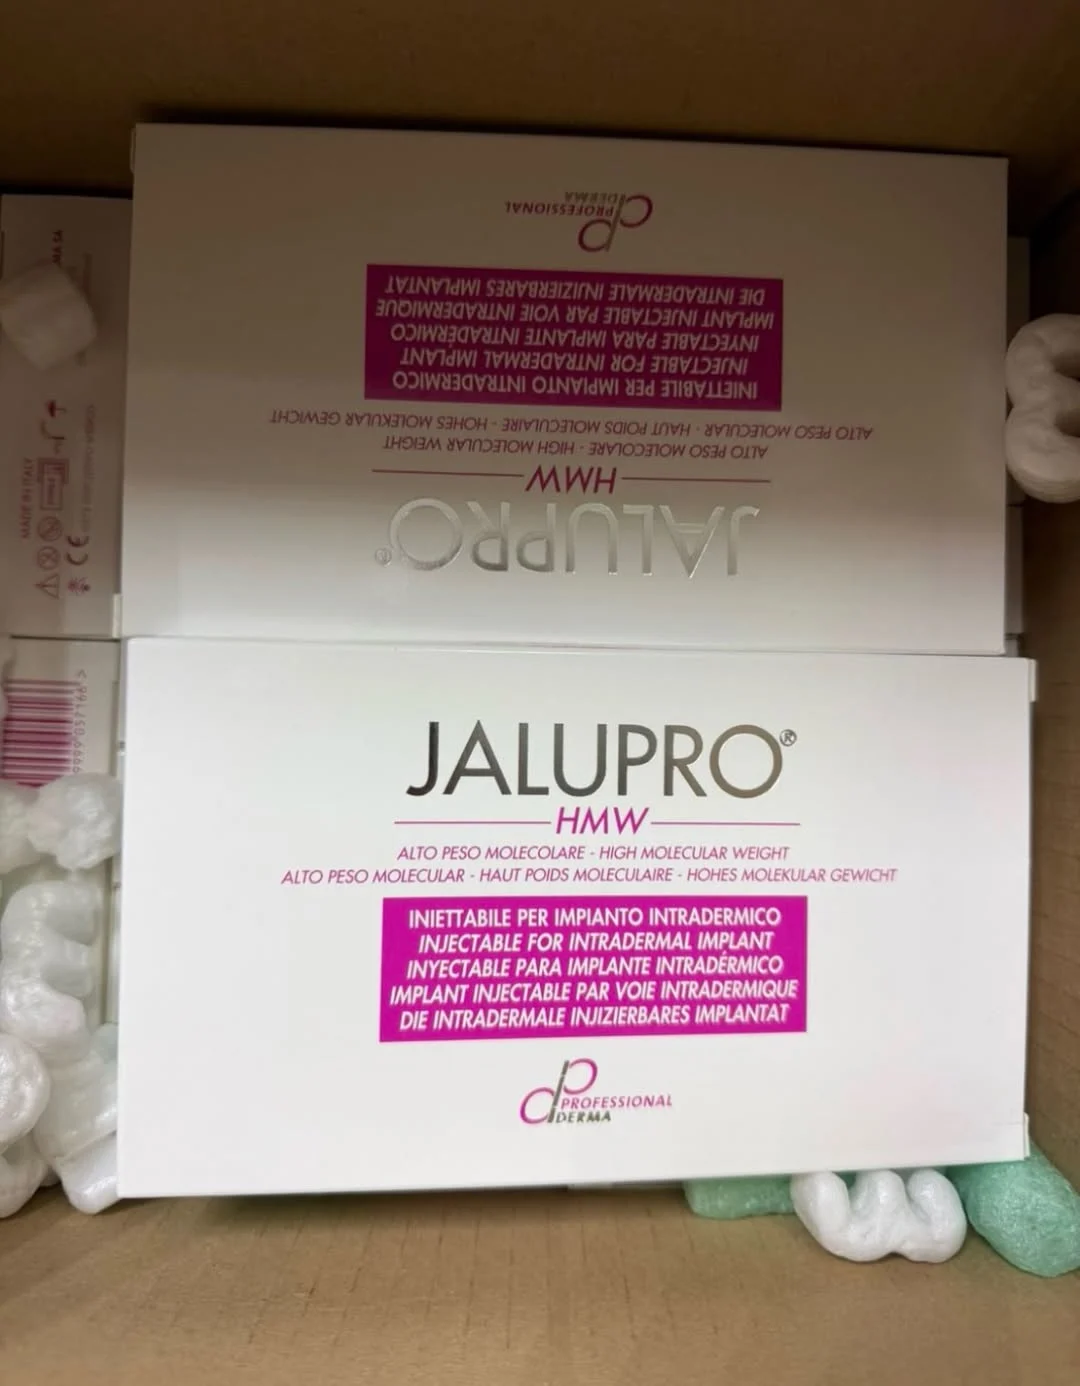 PROFESSIONAL
DERMA
DIE INTRADERMALE INJIZIERBARES IMPLANTAT
IMPLANT INJECTABLE PAR VOIE INTRADERMIQUE
INYECTABLE PARA IMPLANTE INTRADÉRMICO
INJECTABLE FOR INTRADERMAL IMPLANT
INIETTABILE PER IMPIANTO INTRADERMICO
ALTO PESO MOLECULAR - HAUT POIDS MOLECULAIRE - HOHES MOLEKULAR GEWICHT
ALTO PESO MOLECOLARE - HIGH MOLECULAR WEIGHT
HMW
JALUPRO®
MADE IN ITALY
CE
JALUPRO®
HMW
ALTO PESO MOLECOLARE - HIGH MOLECULAR WEIGHT
ALTO PESO MOLECULAR - HAUT POIDS MOLECULAIRE - HOHES MOLEKULAR GEWICHT
INIETTABILE PER IMPIANTO INTRADERMICO
INJECTABLE FOR INTRADERMAL IMPLANT
INYECTABLE PARA IMPLANTE INTRADÉRMICO
IMPLANT INJECTABLE PAR VOIE INTRADERMIQUE
DIE INTRADERMALE INJIZIERBARES IMPLANTAT
PROFESSIONAL
DERMA